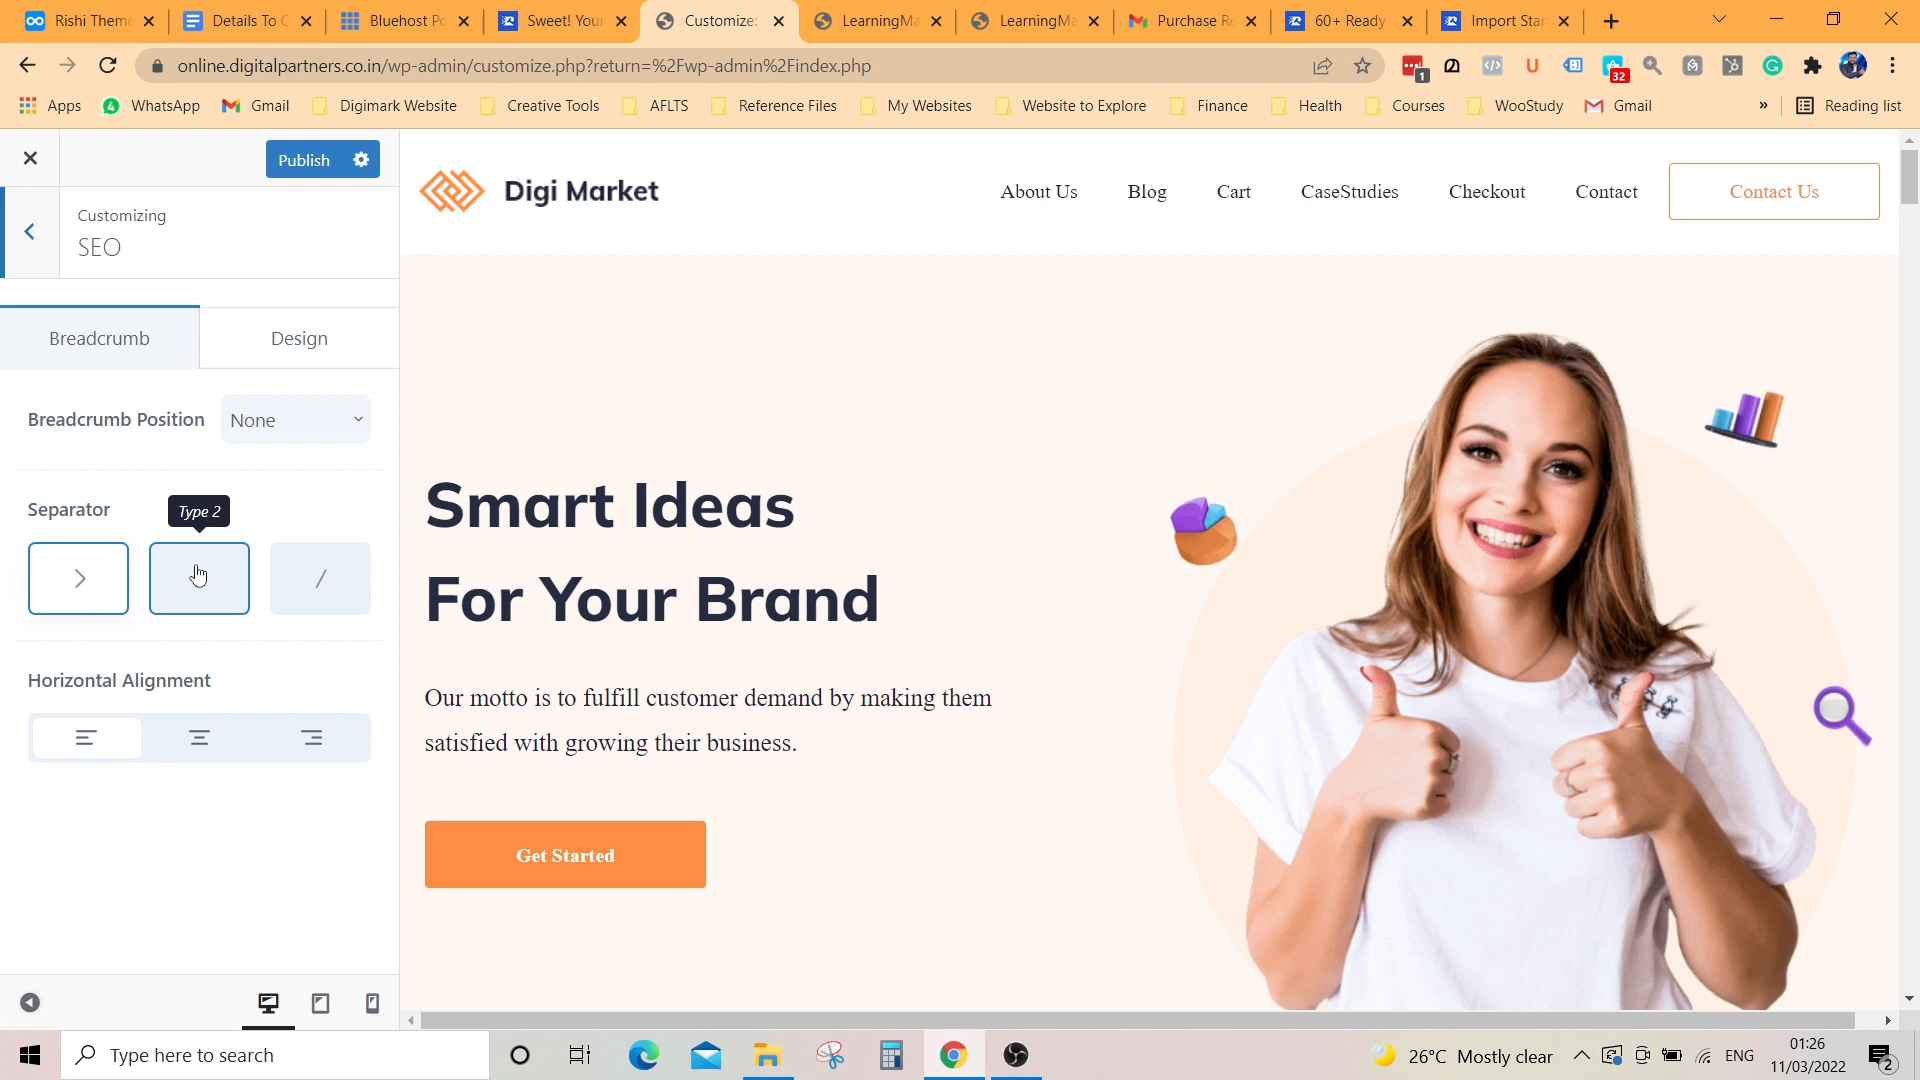 Rishi Theme
Details To C
Bluehost Po
Sweet! Your
Customize:
LearningMa
LearningMa
Purchase Re
60+ Ready
Import Star
online.digitalpartners.co.in/wp-admin/customize.php?return=%2Fwp-admin%2Findex.php
1
32
Apps
WhatsApp
Gmail
Digimark Website
Creative Tools
AFLTS
Reference Files
My Websites
Website to Explore
Finance
Health
Courses
WooStudy
Gmail
»
Reading list
Publish
Customizing
SEO
Breadcrumb
Design
Breadcrumb Position
None
Separator
Type 2
/
Horizontal Alignment
Digi Market
About Us
Blog
Cart
CaseStudies
Checkout
Contact
Contact Us
Smart Ideas
For Your Brand
Our motto is to fulfill customer demand by making them
satisfied with growing their business.
Get Started
Type here to search
26°C Mostly clear
ENG
01:26
11/03/2022
2